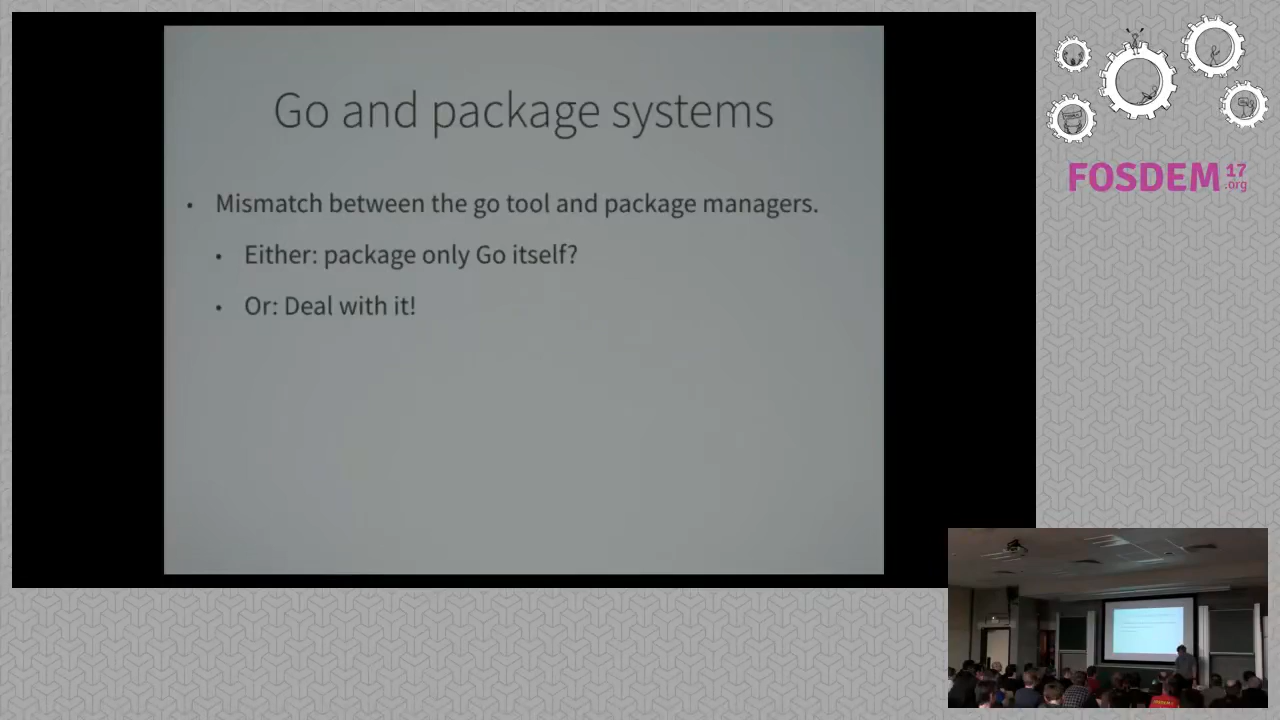 Go and package systems
• Mismatch between the go tool and package managers.
• Either: package only Go itself?
• Or: Deal with it!
FOSDEM 17
.org